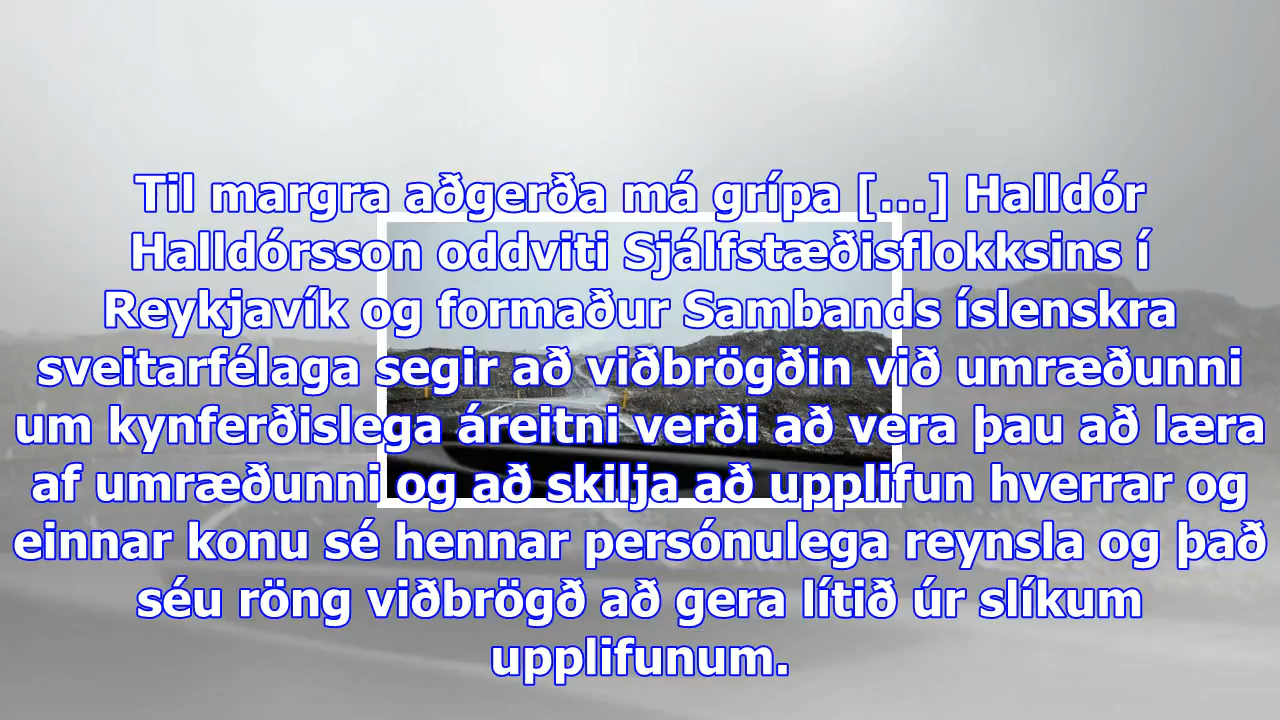 Til margra aðgerða má grípa [...] Halldór
Halldórsson oddviti Sjálfstæðisflokksins í
Reykjavík og formaður Sambands íslenskra
sveitarfélaga segir að viðbrögðin við umræðunni
um kynferðislega áreitni verði að vera þau að læra
af umræðunni og að skilja að upplifun hverrar og
einnar konu sé hennar persónulega reynsla og það
séu röng viðbrögð að gera lítið úr slíkum
upplifunum.